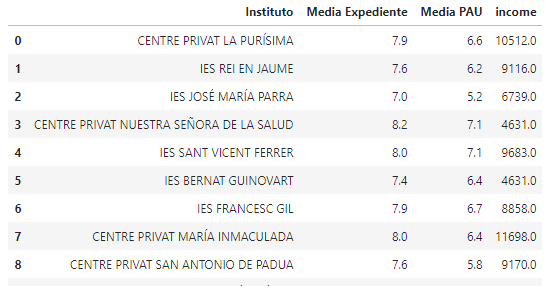 Instituto Media Expediente Media PAU income
0 CENTRE PRIVAT LA PURÍSIMA 7.9 6.6 10512.0
1 IES REI EN JAUME 7.6 6.2 9116.0
2 IES JOSÉ MARÍA PARRA 7.0 5.2 6739.0
3 CENTRE PRIVAT NUESTRA SEÑORA DE LA SALUD 8.2 7.1 4631.0
4 IES SANT VICENT FERRER 8.0 7.1 9683.0
5 IES BERNAT GUINOVART 7.4 6.4 4631.0
6 IES FRANCESC GIL 7.9 6.7 8858.0
7 CENTRE PRIVAT MARÍA INMACULADA 8.0 6.4 11698.0
8 CENTRE PRIVAT SAN ANTONIO DE PADUA 7.6 5.8 9170.0